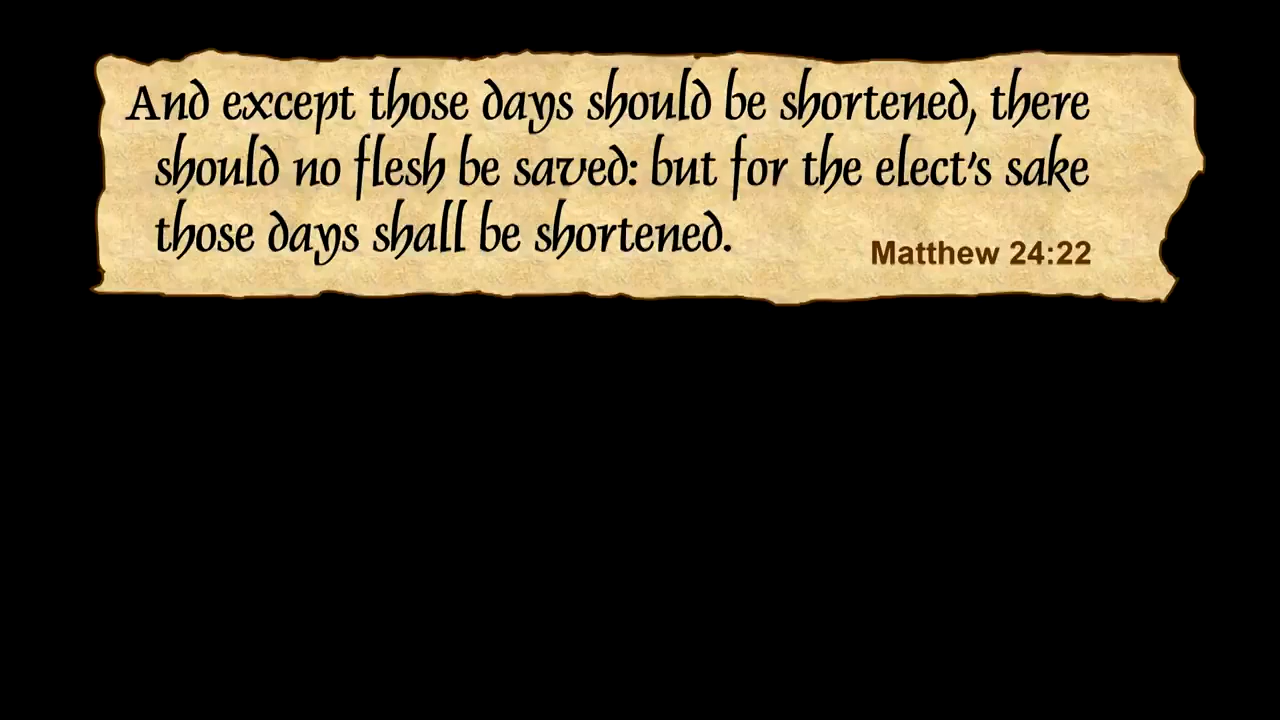 And except those days should be shortened, there
should no flesh be saved: but for the elect's sake
those days shall be shortened.
Matthew 24:22